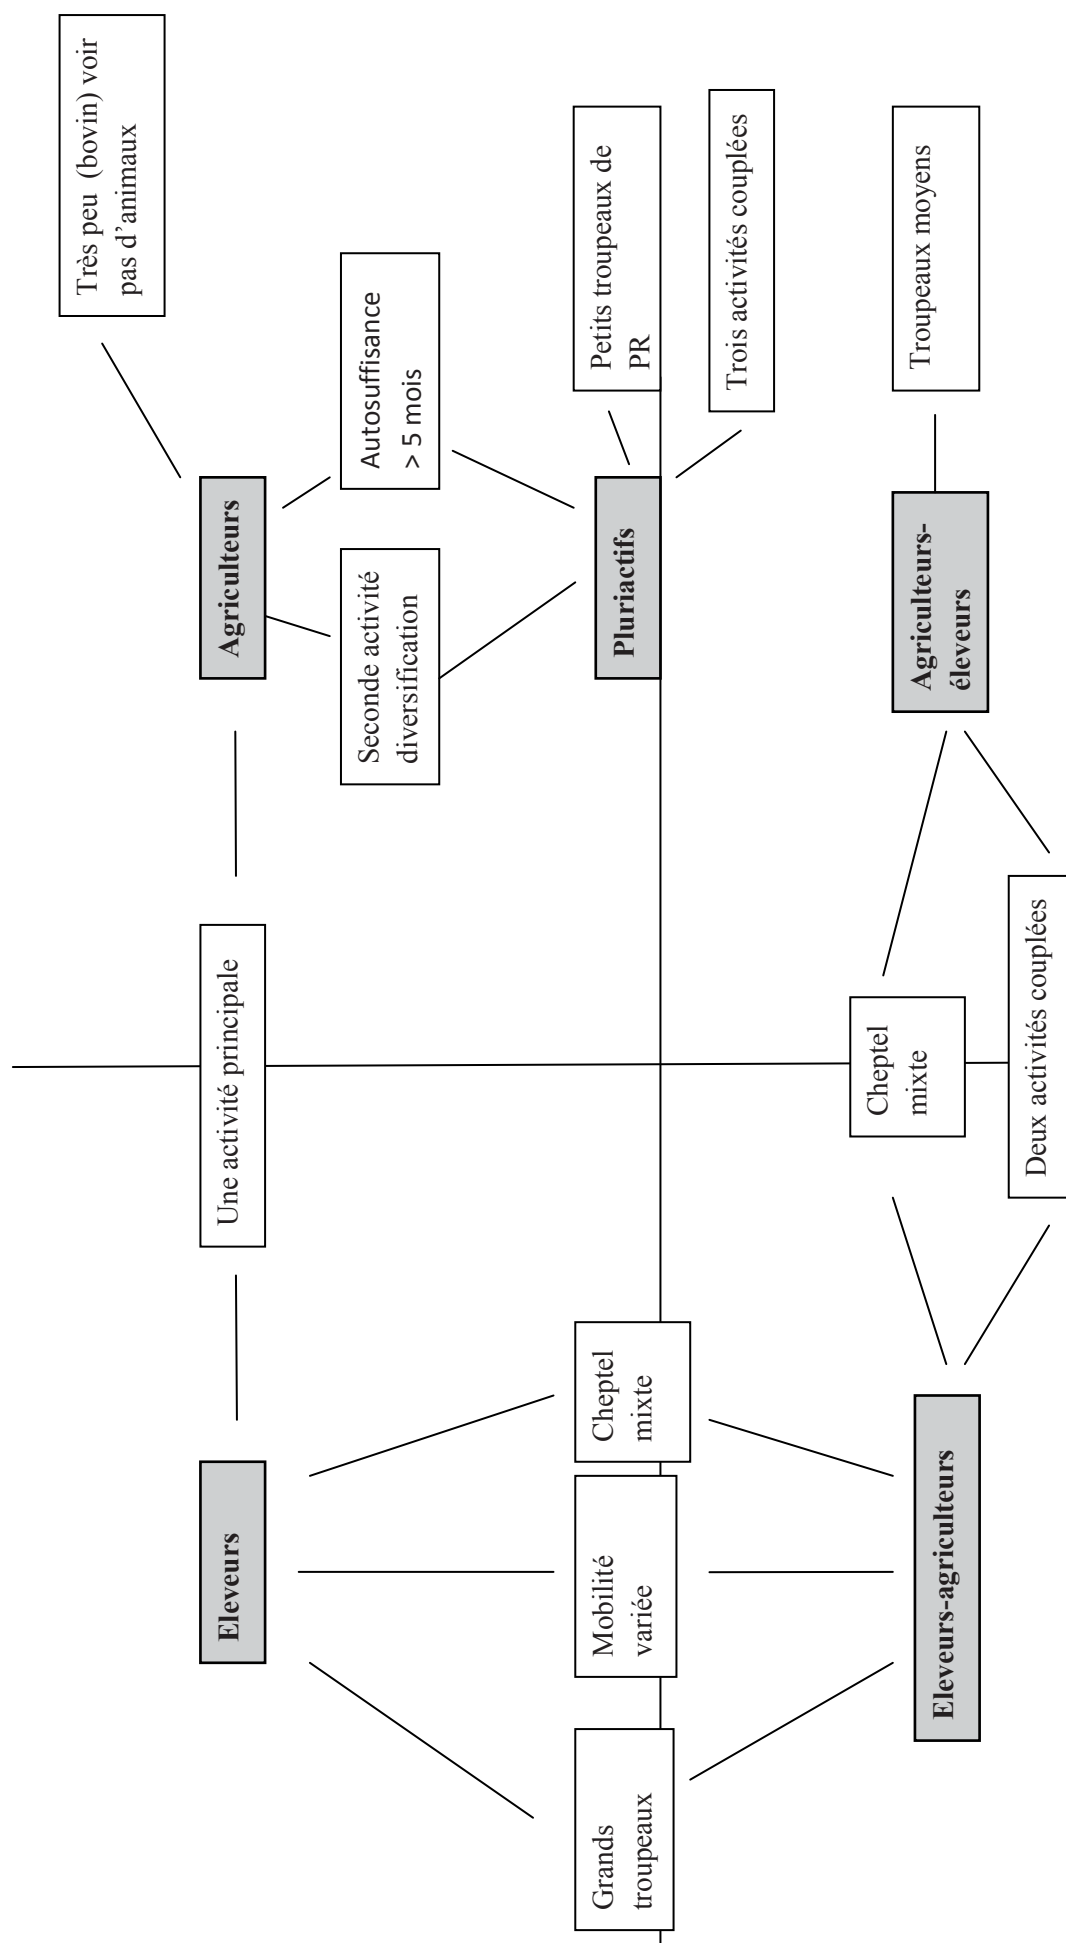 Très peu (bovin) voir
pas d'animaux
Eleveurs
Une activité principale
Agriculteurs
Seconde activité
diversification
Autosuffisance
> 5 mois
Grands
troupeaux
Mobilité
variée
Cheptel
mixte
Pluriactifs
Petits troupeaux de
PR
Trois activités couplées
Cheptel
mixte
Eleveurs-agriculteurs
Agriculteurs-
éleveurs
Troupeaux moyens
Deux activités couplées